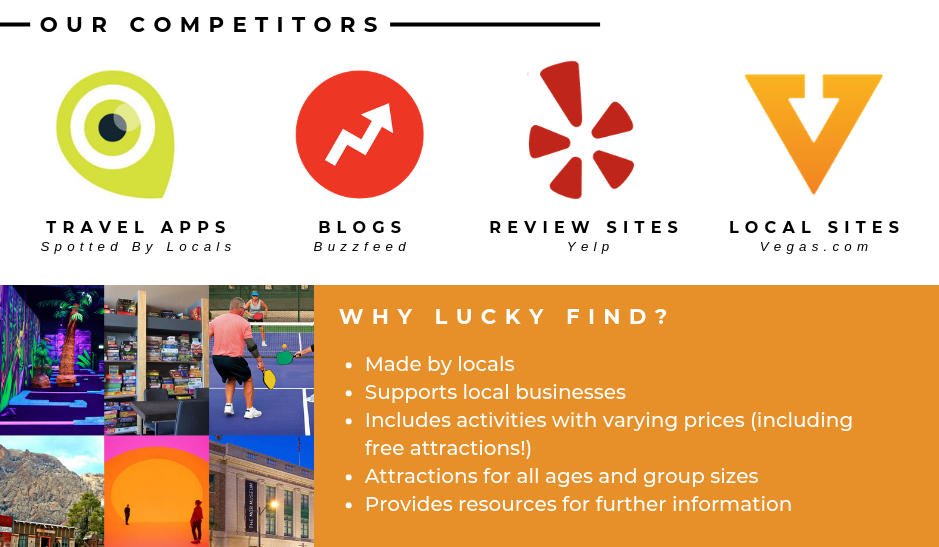 OUR COMPETITORS
TRAVEL APPS
Spotted By Locals
BLOGS
Buzzfeed
REVIEW SITES
Yelp
LOCAL SITES
Vegas.com
WHY LUCKY FIND?
• Made by locals
• Supports local businesses
• Includes activities with varying prices (including
free attractions!)
• Attractions for all ages and group sizes
• Provides resources for further information
THE MOB MUSEUM